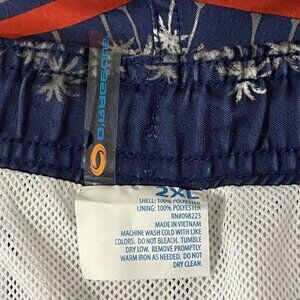 2XL
SHELL: 100% POLYESTER
LINING: 100% POLYESTER
RN#098223
MADE IN VIETNAM
MACHINE WASH COLD WITH LIKE
COLORS. DO NOT BLEACH. TUMBLE
DRY LOW. REMOVE PROMPTLY.
WARM IRON AS NEEDED. DO NOT
DRY CLEAN.